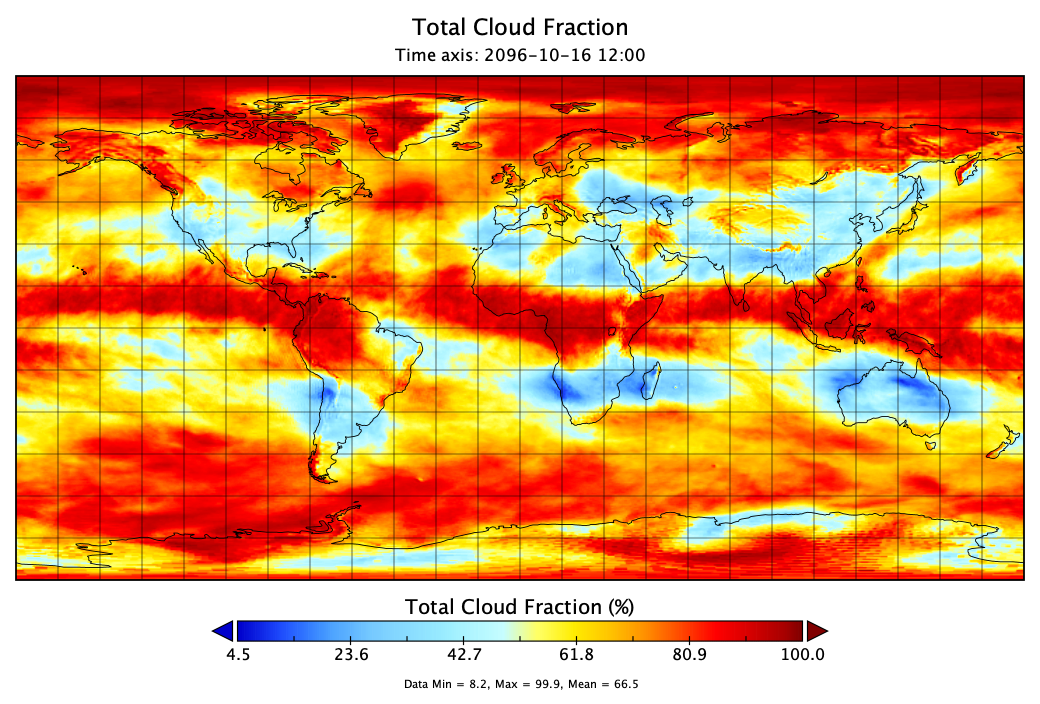 Total Cloud Fraction
Time axis: 2096-10-16 12:00
Total Cloud Fraction (%)
4.5 23.6 42.7 61.8 80.9 100.0
Data Min = 8.2, Max = 99.9, Mean = 66.5